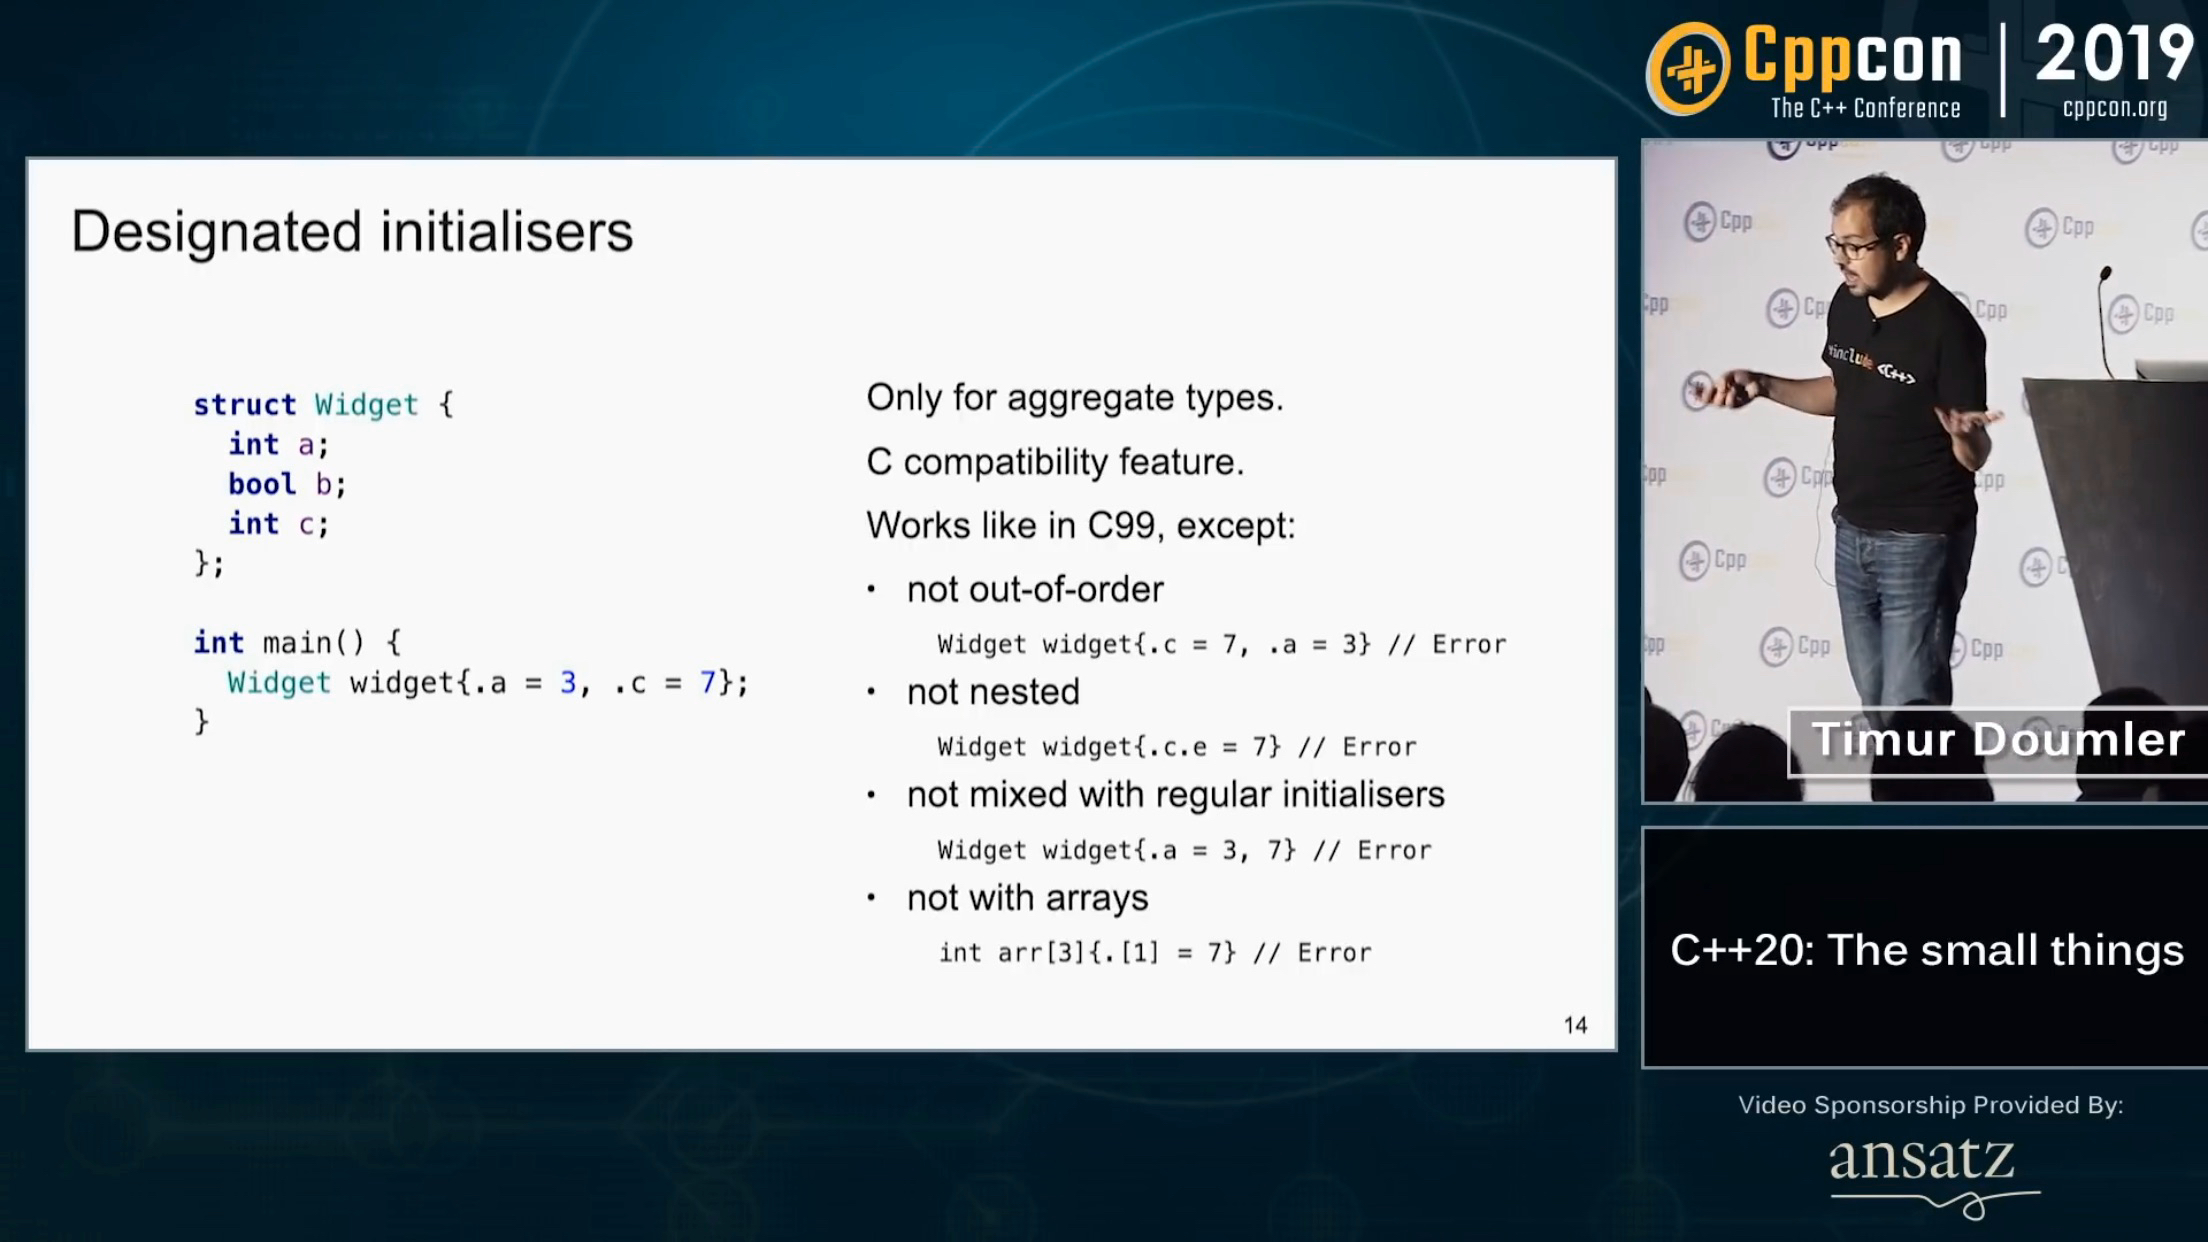 Cppcon | 2019
The C++ Conference
cppcon.org
Designated initialisers
struct Widget {
int a;
bool b;
int c;
};
int main() {
Widget widget{.a = 3, .c = 7};
}
Only for aggregate types.
C compatibility feature.
Works like in C99, except:
• not out-of-order
Widget widget{.c = 7, .a = 3} // Error
• not nested
Widget widget{.c.e = 7} // Error
• not mixed with regular initialisers
Widget widget{.a = 3, 7} // Error
• not with arrays
int arr[3]{.[1] = 7} // Error
14
#include <C++>
Timur Doumler
C++20: The small things
Video Sponsorship Provided By:
ansatz